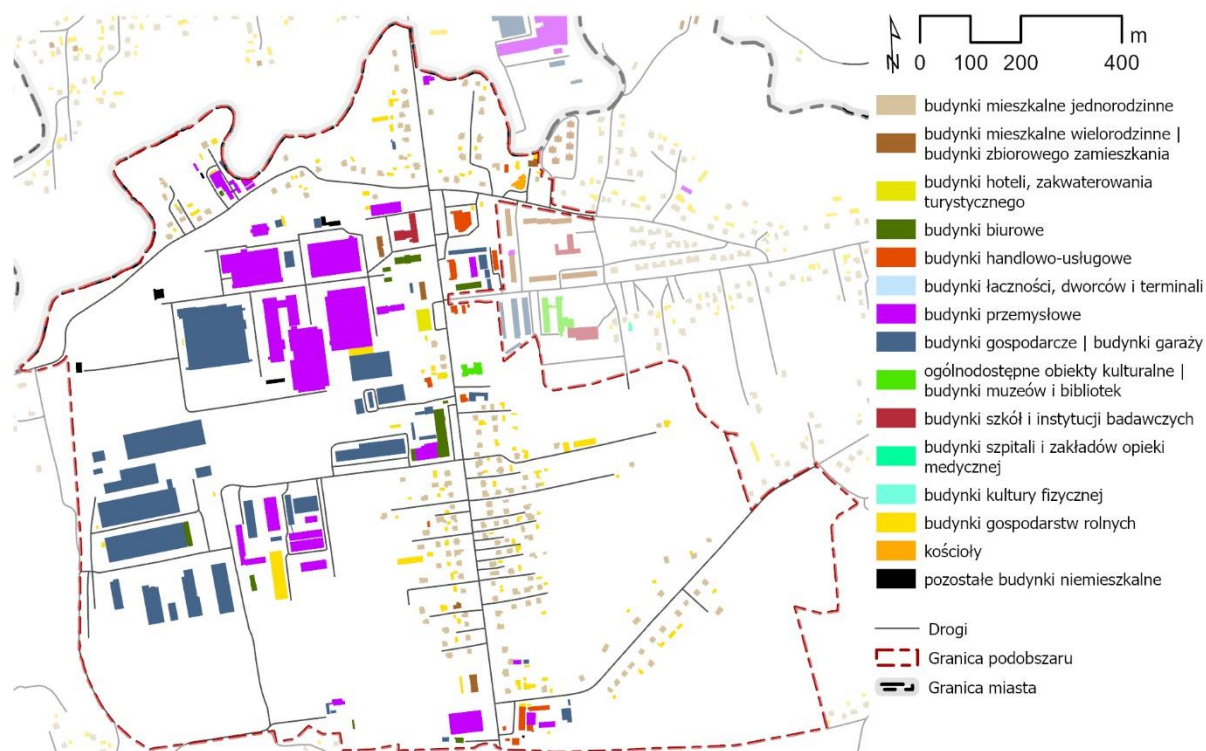 m
N
0 100 200 400
budynki mieszkalne jednorodzinne
budynki mieszkalne wielorodzinne |
budynki zbiorowego zamieszkania
budynki hoteli, zakwaterowania
turystycznego
budynki biurowe
budynki handlowo-usługowe
budynki łaczności, dworców i terminali
budynki przemysłowe
budynki gospodarcze | budynki garaży
ogólnodostępne obiekty kulturalne |
budynki muzeów i bibliotek
budynki szkół i instytucji badawczych
budynki szpitali i zakładów opieki
medycznej
budynki kultury fizycznej
budynki gospodarstw rolnych
kościoły
pozostałe budynki niemieszkalne
Drogi
Granica podobszaru
Granica miasta